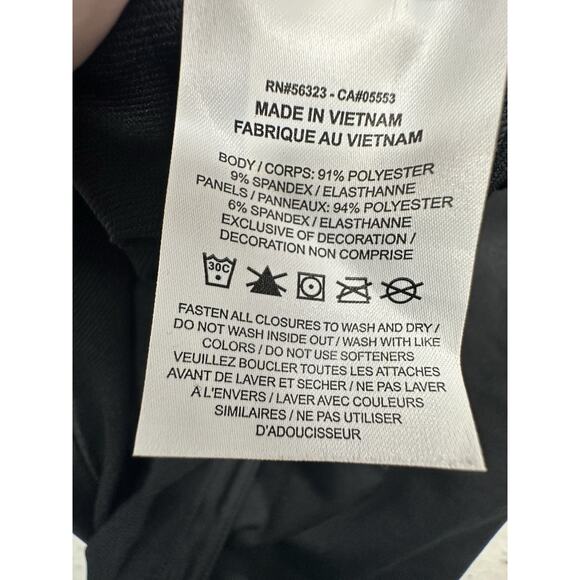 RN#56323 - CA#05553
MADE IN VIETNAM
FABRIQUE AU VIETNAM
BODY / CORPS: 91% POLYESTER
9% SPANDEX / ELASTHANNE
PANELS / PANNEAUX: 94% POLYESTER
6% SPANDEX / ELASTHANNE
EXCLUSIVE OF DECORATION /
DECORATION NON COMPRISE
30C
FASTEN ALL CLOSURES TO WASH AND DRY /
DO NOT WASH INSIDE OUT / WASH WITH LIKE
COLORS / DO NOT USE SOFTENERS
VEUILLEZ BOUCLER TOUTES LES ATTACHES
AVANT DE LAVER ET SECHER / NE PAS LAVER
À L'ENVERS / LAVER AVEC COULEURS
SIMILAIRES / NE PAS UTILISER
D'ADOUCISSEUR